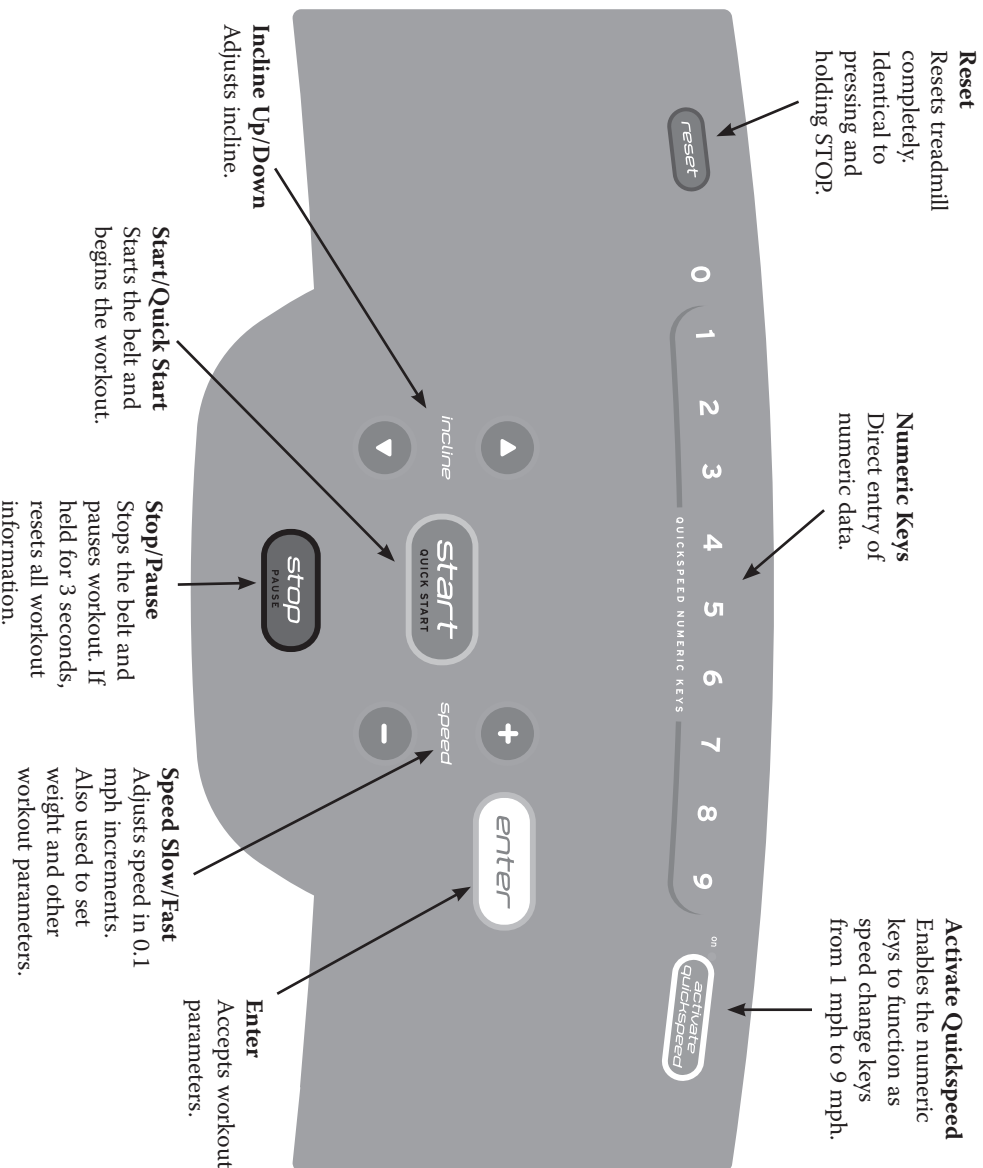 Reset
Resets treadmill
completely.
Identical to
pressing and
holding STOP.
Numeric Keys
Direct entry of
numeric data.
Activate Quickspeed
Enables the numeric
keys to function as
speed change keys
from 1 mph to 9 mph.
reset
0 1 2 3 4 5 6 7 8 9
QUICKSPEED NUMERIC KEYS
on
activate
quickspeed
incline
start
QUICK START
speed
enter
stop
PAUSE
Incline Up/Down
Adjusts incline.
Start/Quick Start
Starts the belt and
begins the workout.
Stop/Pause
Stops the belt and
pauses workout. If
held for 3 seconds,
resets all workout
information.
Speed Slow/Fast
Adjusts speed in 0.1
mph increments.
Also used to set
weight and other
workout parameters.
Enter
Accepts workout
parameters.